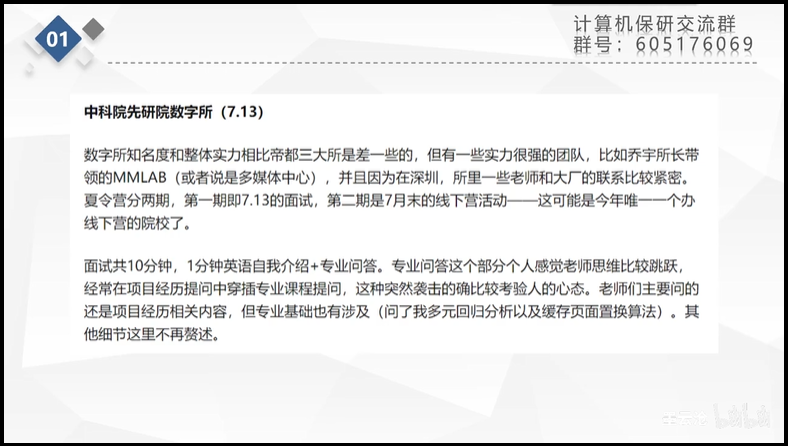 01
计算机保研交流群
群号：605176069
中科院先研院数字所（7.13）
数字所知名度和整体实力相比帝都三大所是差一些的，但有一些实力很强的团队，比如乔宇所长带
领的MMLAB（或者说是多媒体中心），并且因为在深圳，所里一些老师和大厂的联系比较紧密。
夏令营分两期，第一期即7.13的面试，第二期是7月末的线下营活动——这可能是今年唯一一个办
线下营的院校了。
面试共10分钟，1分钟英语自我介绍+专业问答。专业问答这个部分个人感觉老师思维比较跳跃，
经常在项目经历提问中穿插专业课程提问，这种突然袭击的确比较考验人的心态。老师们主要问的
还是项目经历相关内容，但专业基础也有涉及（问了我多元回归分析以及缓存页面置换算法）。其
他细节这里不再赘述。